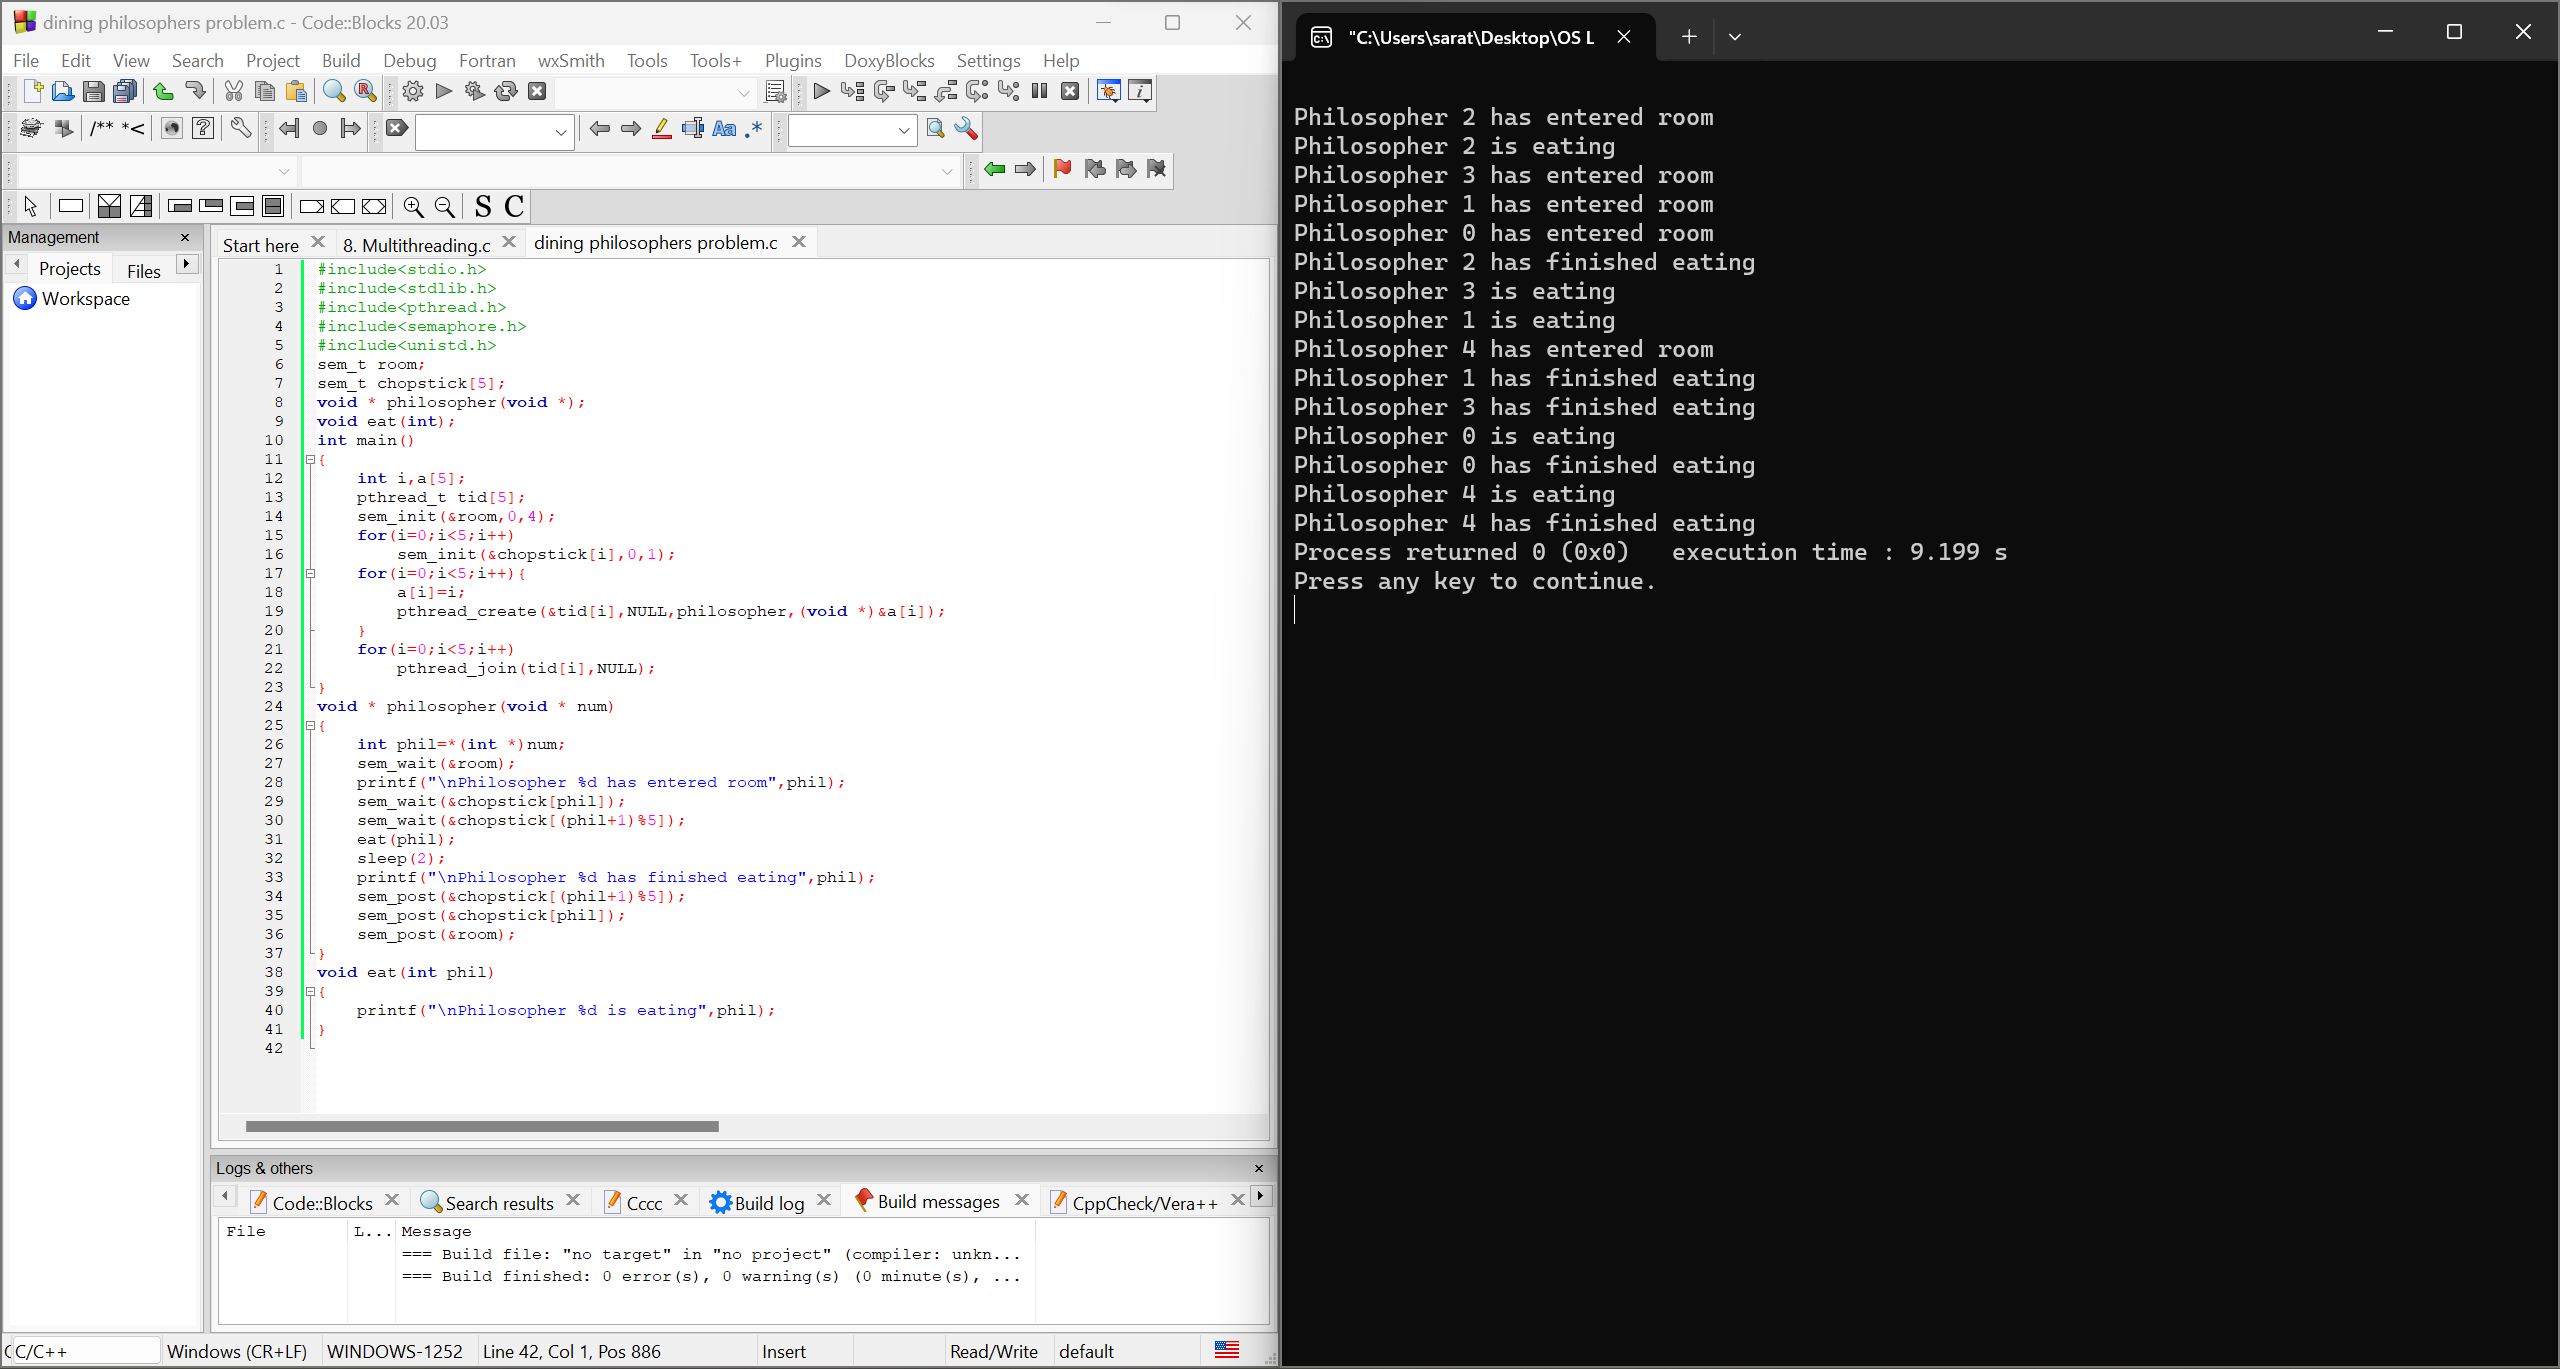 dining philosophers problem.c - Code::Blocks 20.03
File Edit View Search Project Build Debug Fortran wxSmith Tools Tools+ Plugins DoxyBlocks Settings Help
/** *<
Aa .*
S C
Management
Projects Files
Workspace
Start here 8. Multithreading.c dining philosophers problem.c
1 #include<stdio.h>
2 #include<stdlib.h>
3 #include<pthread.h>
4 #include<semaphore.h>
5 #include<unistd.h>
6 sem_t room;
7 sem_t chopstick[5];
8 void * philosopher(void *);
9 void eat(int);
10 int main()
11 {
12     int i,a[5];
13     pthread_t tid[5];
14     sem_init(&room,0,4);
15     for(i=0;i<5;i++)
16         sem_init(&chopstick[i],0,1);
17     for(i=0;i<5;i++){
18         a[i]=i;
19         pthread_create(&tid[i],NULL,philosopher,(void *)&a[i]);
20     }
21     for(i=0;i<5;i++)
22         pthread_join(tid[i],NULL);
23 }
24 void * philosopher(void * num)
25 {
26     int phil=*(int *)num;
27     sem_wait(&room);
28     printf("\nPhilosopher %d has entered room",phil);
29     sem_wait(&chopstick[phil]);
30     sem_wait(&chopstick[(phil+1)%5]);
31     eat(phil);
32     sleep(2);
33     printf("\nPhilosopher %d has finished eating",phil);
34     sem_post(&chopstick[(phil+1)%5]);
35     sem_post(&chopstick[phil]);
36     sem_post(&room);
37 }
38 void eat(int phil)
39 {
40     printf("\nPhilosopher %d is eating",phil);
41 }
42
Logs & others
Code::Blocks Search results Cccc Build log Build messages CppCheck/Vera++
File L... Message
=== Build file: "no target" in "no project" (compiler: unkn...
=== Build finished: 0 error(s), 0 warning(s) (0 minute(s), ...
C/C++ Windows (CR+LF) WINDOWS-1252 Line 42, Col 1, Pos 886 Insert Read/Write default
"C:\Users\sarat\Desktop\OS L
Philosopher 2 has entered room
Philosopher 2 is eating
Philosopher 3 has entered room
Philosopher 1 has entered room
Philosopher 0 has entered room
Philosopher 2 has finished eating
Philosopher 3 is eating
Philosopher 1 is eating
Philosopher 4 has entered room
Philosopher 1 has finished eating
Philosopher 3 has finished eating
Philosopher 0 is eating
Philosopher 0 has finished eating
Philosopher 4 is eating
Philosopher 4 has finished eating
Process returned 0 (0x0)   execution time : 9.199 s
Press any key to continue.